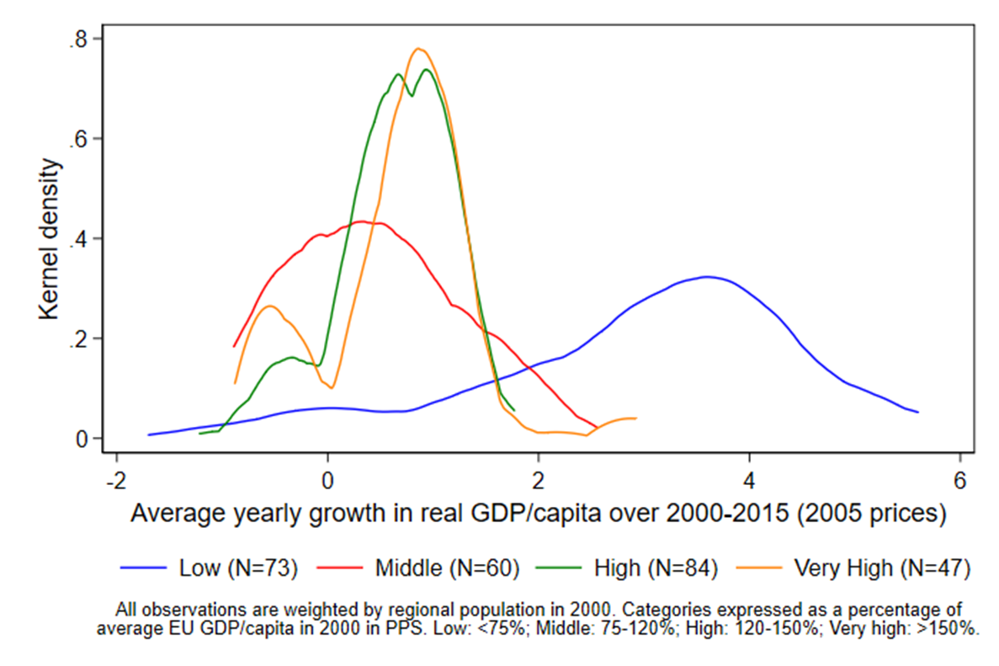 .8
.6
.4
.2
0
Kernel density
-2 0 2 4 6
Average yearly growth in real GDP/capita over 2000-2015 (2005 prices)
Low (N=73) Middle (N=60) High (N=84) Very High (N=47)
All observations are weighted by regional population in 2000. Categories expressed as a percentage of
average EU GDP/capita in 2000 in PPS. Low: <75%; Middle: 75-120%; High: 120-150%; Very high: >150%.